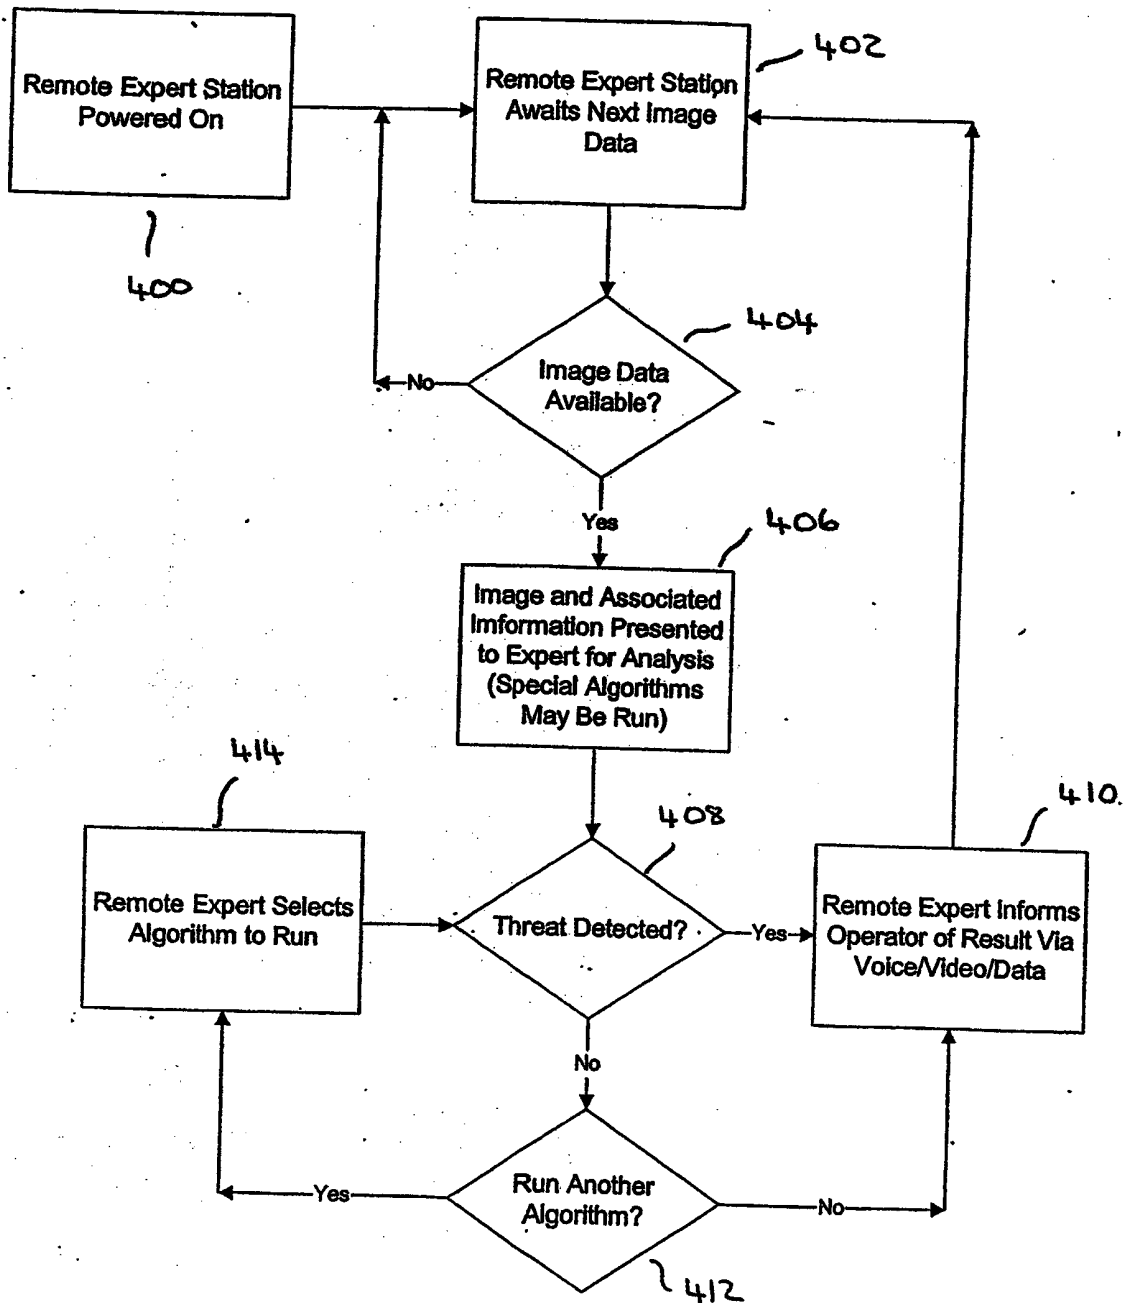 Remote Expert Station
Powered On
400
Remote Expert Station
Awaits Next Image
Data
402
Image Data
Available?
404
No
Yes
Image and Associated
Imformation Presented
to Expert for Analysis
(Special Algorithms
May Be Run)
406
Remote Expert Selects
Algorithm to Run
414
Threat Detected?
408
Yes
Remote Expert Informs
Operator of Result Via
Voice/Video/Data
410
No
Run Another
Algorithm?
412
Yes
No